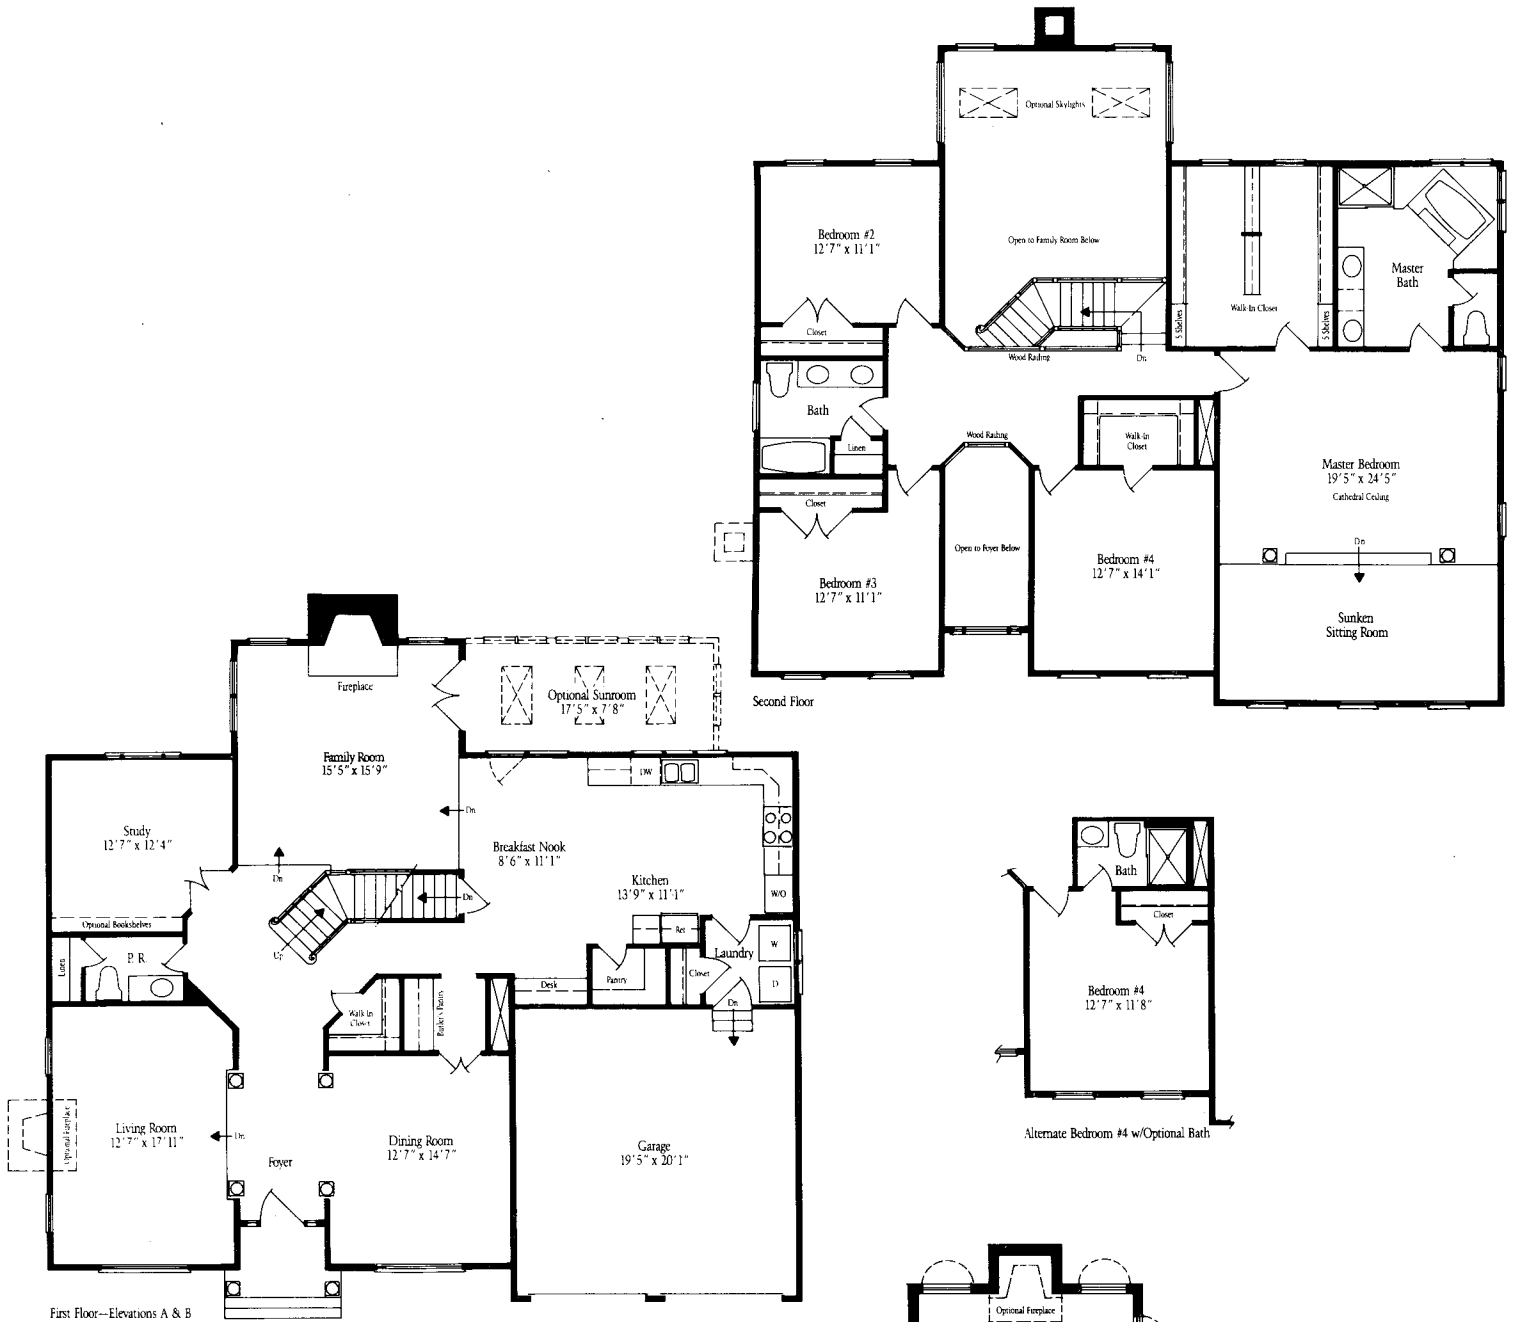 Optional Skylights
Open to Family Room Below
Bedroom #2
12'7" x 11'1"
Closet
Wood Railing
Dn
5 Shelves
Walk-In Closet
5 Shelves
Master
Bath
Bath
Linen
Wood Railing
Walk-In
Closet
Master Bedroom
19'5" x 24'5"
Cathedral Ceiling
Closet
Open to Foyer Below
Bedroom #3
12'7" x 11'1"
Bedroom #4
12'7" x 14'1"
Dn
Sunken
Sitting Room
Second Floor
Fireplace
Optional Sunroom
17'5" x 7'8"
Family Room
15'5" x 15'9"
DW
Dn
Study
12'7" x 12'4"
Breakfast Nook
8'6" x 11'1"
Kitchen
13'9" x 11'1"
W/O
Dn
Dn
Optional Bookshelves
Up
Ref
Linen
P. R.
Laundry
W
D
Desk
Pantry
Closet
Dn
Walk In
Closet
Butler's Pantry
Optional Fireplace
Living Room
12'7" x 17'11"
Dn
Foyer
Dining Room
12'7" x 14'7"
Garage
19'5" x 20'1"
First Floor—Elevations A & B
Bath
Closet
Bedroom #4
12'7" x 11'8"
Alternate Bedroom #4 w/Optional Bath
Optional Fireplace